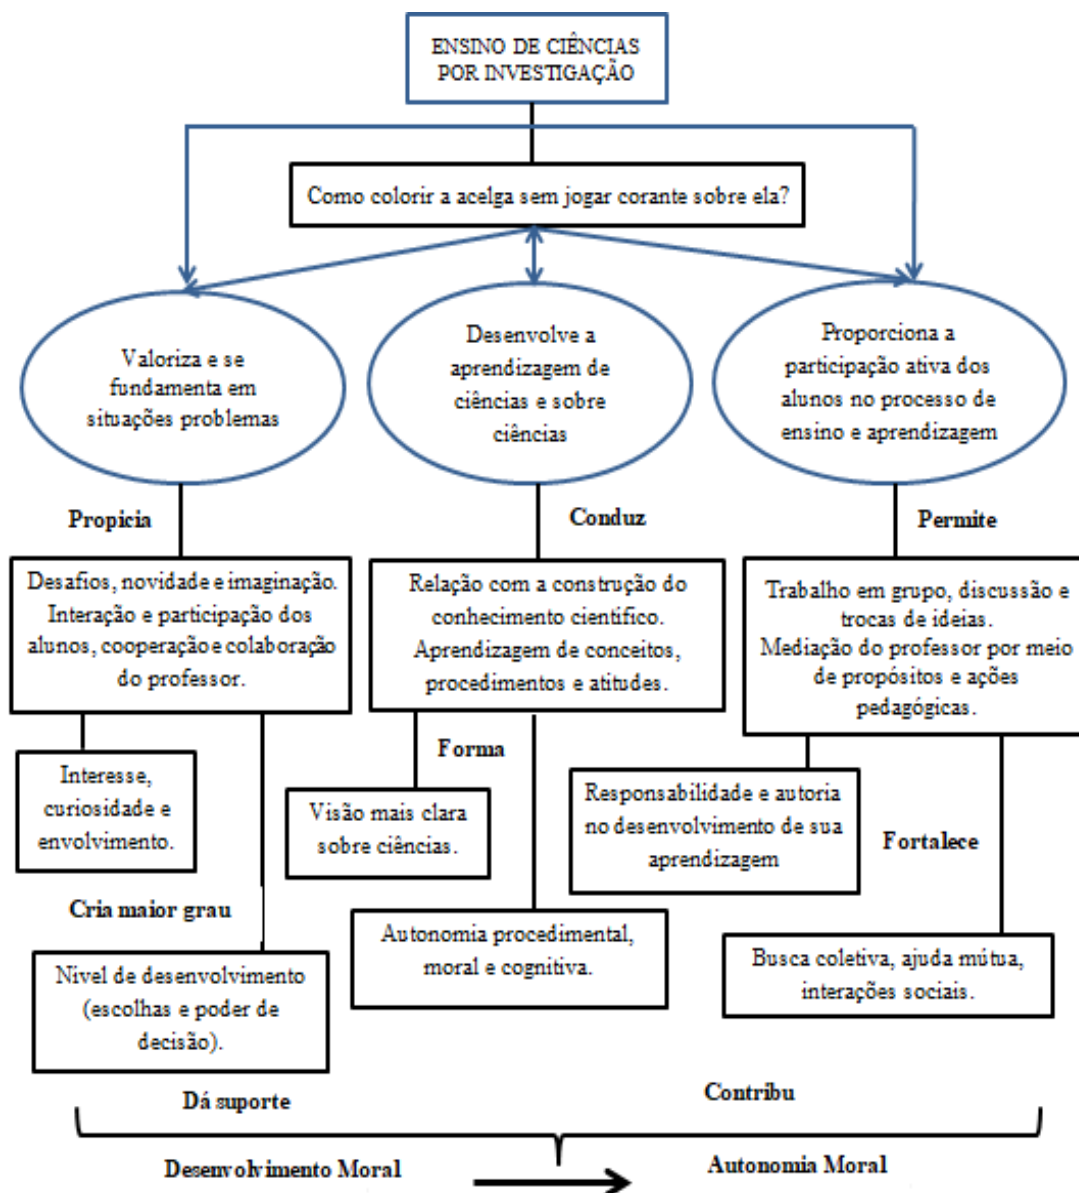 ENSINO DE CIÊNCIAS
POR INVESTIGAÇÃO
Como colorir a acelga sem jogar corante sobre ela?
Valoriza e se
fundamenta em
situações problemas
Desenvolve a
aprendizagem de
ciências e sobre
ciências
Proporciona a
participação ativa dos
alunos no processo de
ensino e aprendizagem
Propicia
Conduz
Permite
Desafios, novidade e imaginação.
Interação e participação dos
alunos, cooperação e colaboração
do professor.
Relação com a construção do
conhecimento científico.
Aprendizagem de conceitos,
procedimentos e atitudes.
Trabalho em grupo, discussão e
trocas de ideias.
Mediação do professor por meio
de propósitos e ações
pedagógicas.
Forma
Interesse,
curiosidade e
envolvimento.
Visão mais clara
sobre ciências.
Responsabilidade e autoria
no desenvolvimento de sua
aprendizagem
Fortalece
Cria maior grau
Autonomia procedimental,
moral e cognitiva.
Busca coletiva, ajuda mútua,
interações sociais.
Nível de desenvolvimento
(escolhas e poder de
decisão).
Dá suporte
Contribu
Desenvolvimento Moral
Autonomia Moral